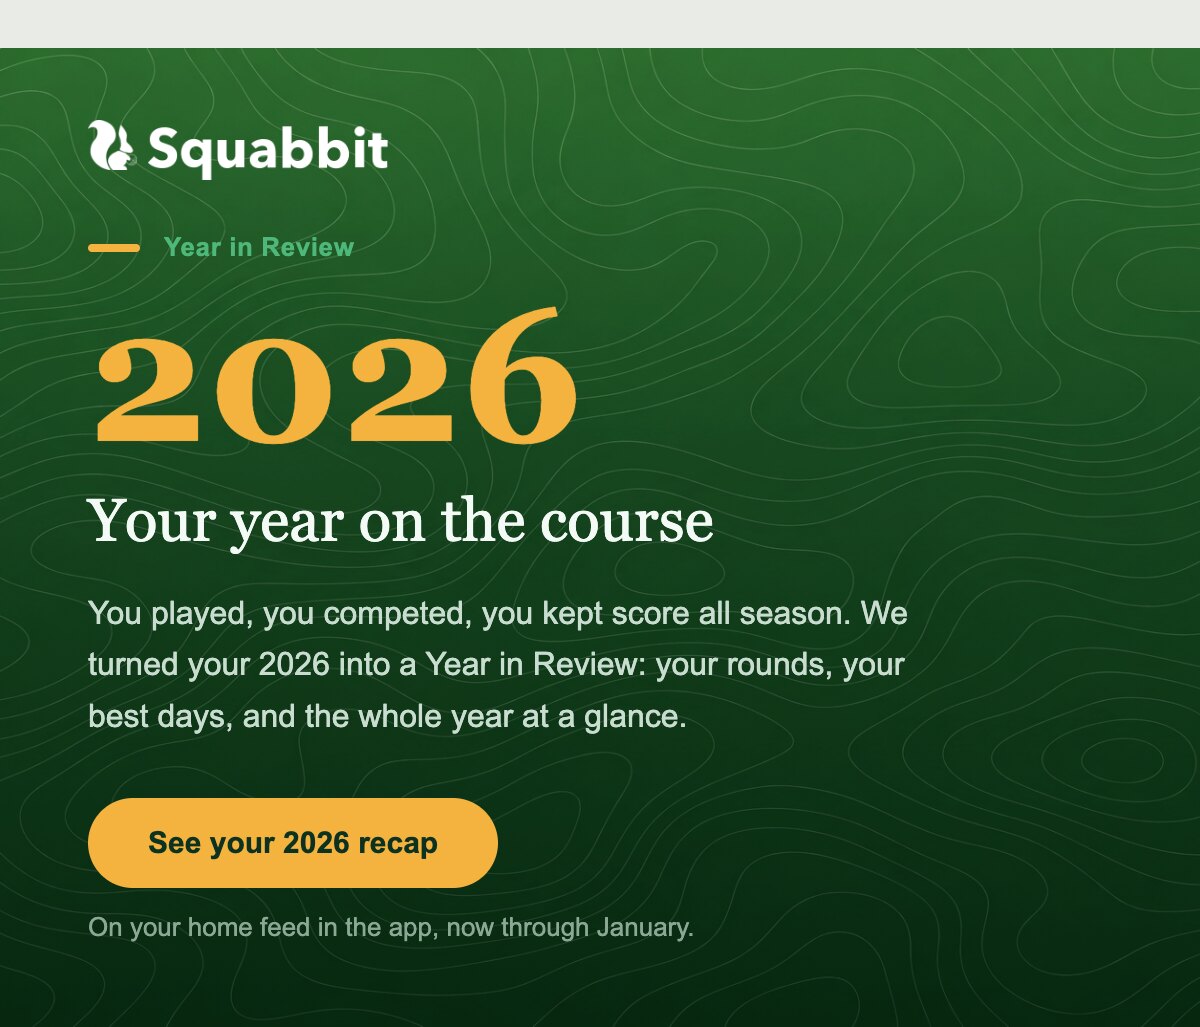 Squabbit
Year in Review
2026
Your year on the course
You played, you competed, you kept score all season. We
turned your 2026 into a Year in Review: your rounds, your
best days, and the whole year at a glance.
See your 2026 recap
On your home feed in the app, now through January.